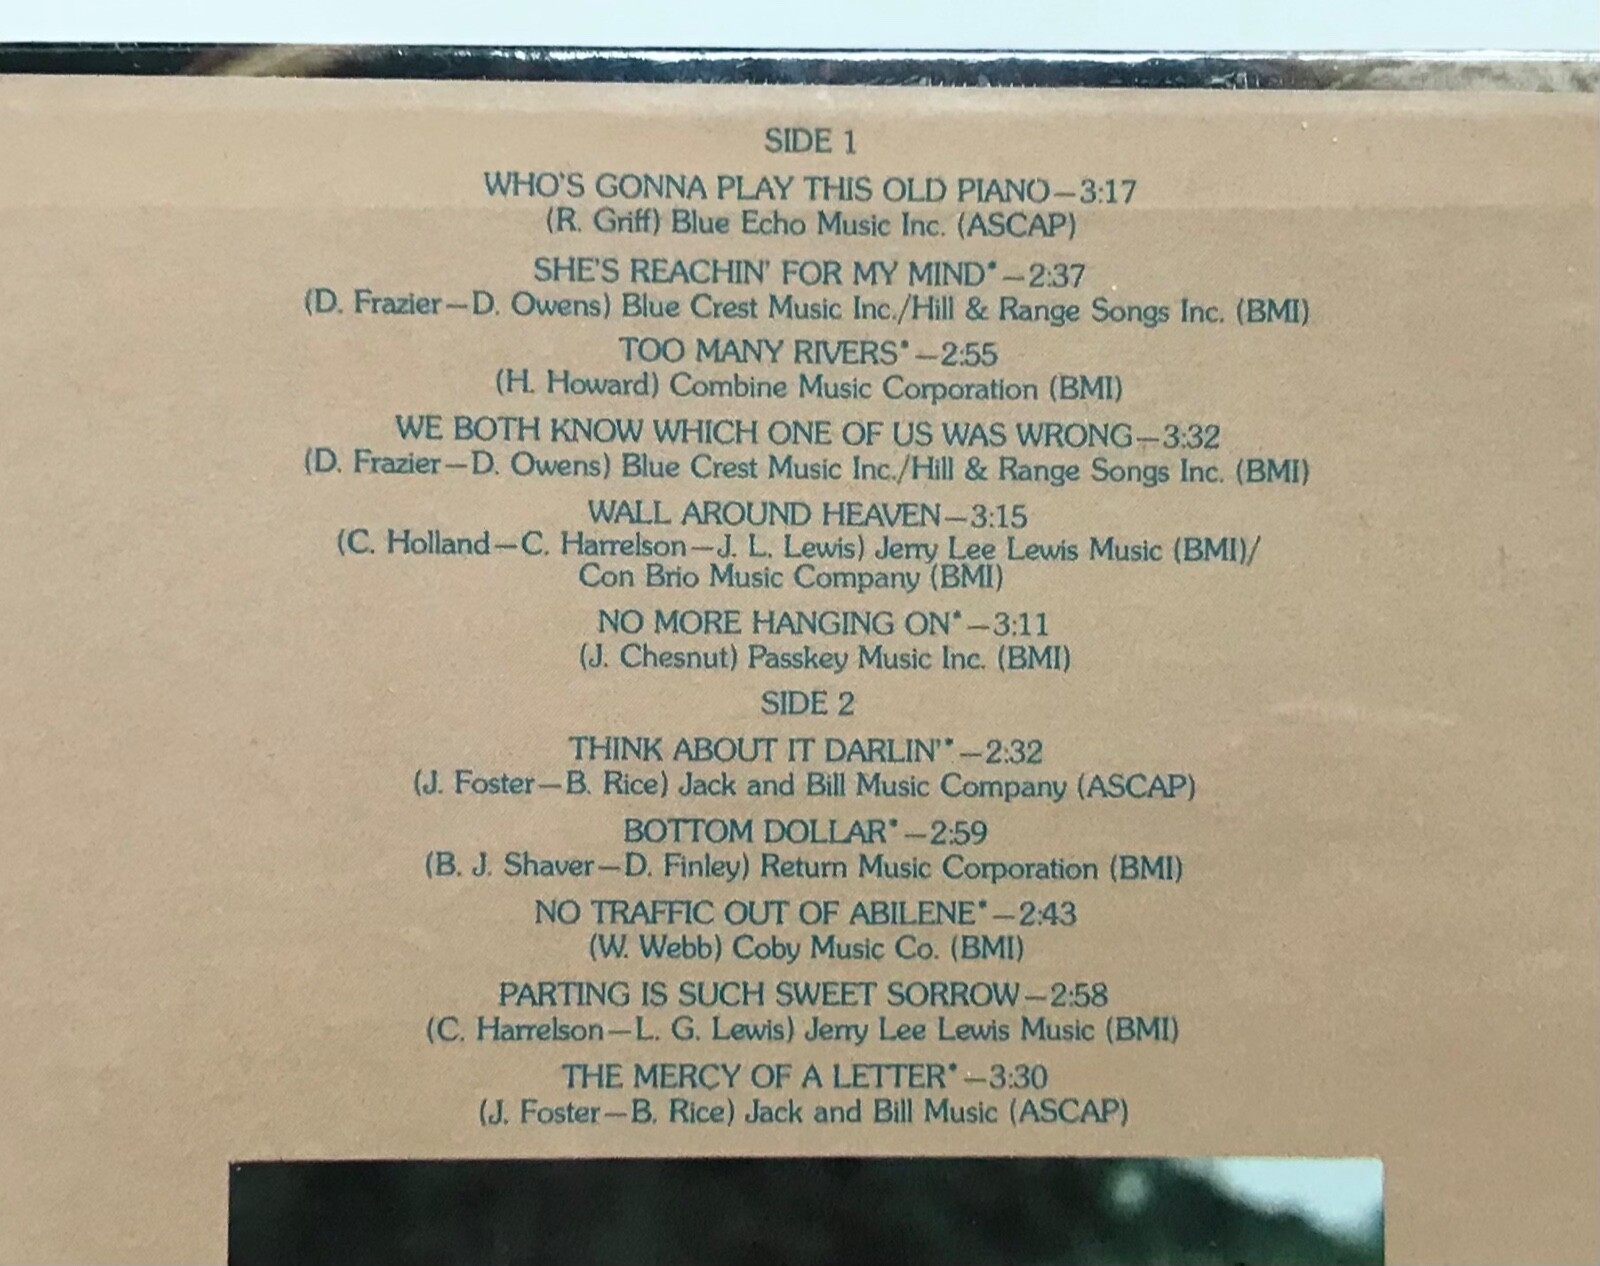 SIDE 1
WHO'S GONNA PLAY THIS OLD PIANO—3:17
(R. Griff) Blue Echo Music Inc. (ASCAP)
SHE'S REACHIN' FOR MY MIND*—2:37
(D. Frazier—D. Owens) Blue Crest Music Inc./Hill & Range Songs Inc. (BMI)
TOO MANY RIVERS*—2:55
(H. Howard) Combine Music Corporation (BMI)
WE BOTH KNOW WHICH ONE OF US WAS WRONG—3:32
(D. Frazier—D. Owens) Blue Crest Music Inc./Hill & Range Songs Inc. (BMI)
WALL AROUND HEAVEN—3:15
(C. Holland—C. Harrelson—J. L. Lewis) Jerry Lee Lewis Music (BMI)/
Con Brio Music Company (BMI)
NO MORE HANGING ON*—3:11
(J. Chesnut) Passkey Music Inc. (BMI)
SIDE 2
THINK ABOUT IT DARLIN'*—2:32
(J. Foster—B. Rice) Jack and Bill Music Company (ASCAP)
BOTTOM DOLLAR*—2:59
(B. J. Shaver—D. Finley) Return Music Corporation (BMI)
NO TRAFFIC OUT OF ABILENE*—2:43
(W. Webb) Coby Music Co. (BMI)
PARTING IS SUCH SWEET SORROW—2:58
(C. Harrelson—L. G. Lewis) Jerry Lee Lewis Music (BMI)
THE MERCY OF A LETTER*—3:30
(J. Foster—B. Rice) Jack and Bill Music (ASCAP)